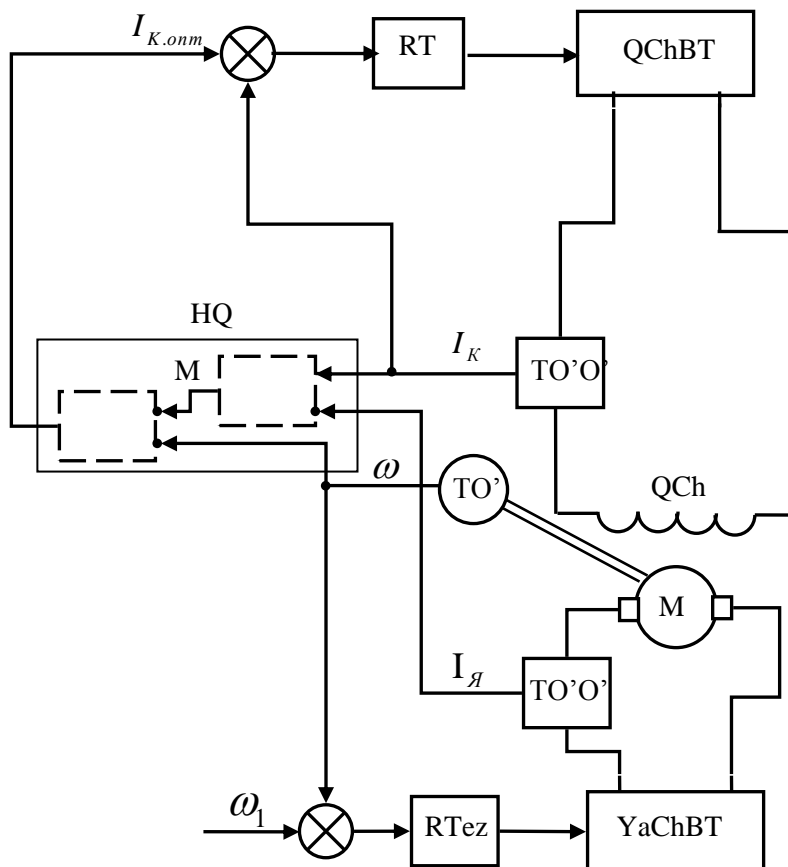 I_K.опт
RT
QChBT
HQ
M
I_K
TO’O’
ω
TO’
QCh
M
I_Я
TO’O’
ω_1
RTez
YaChBT